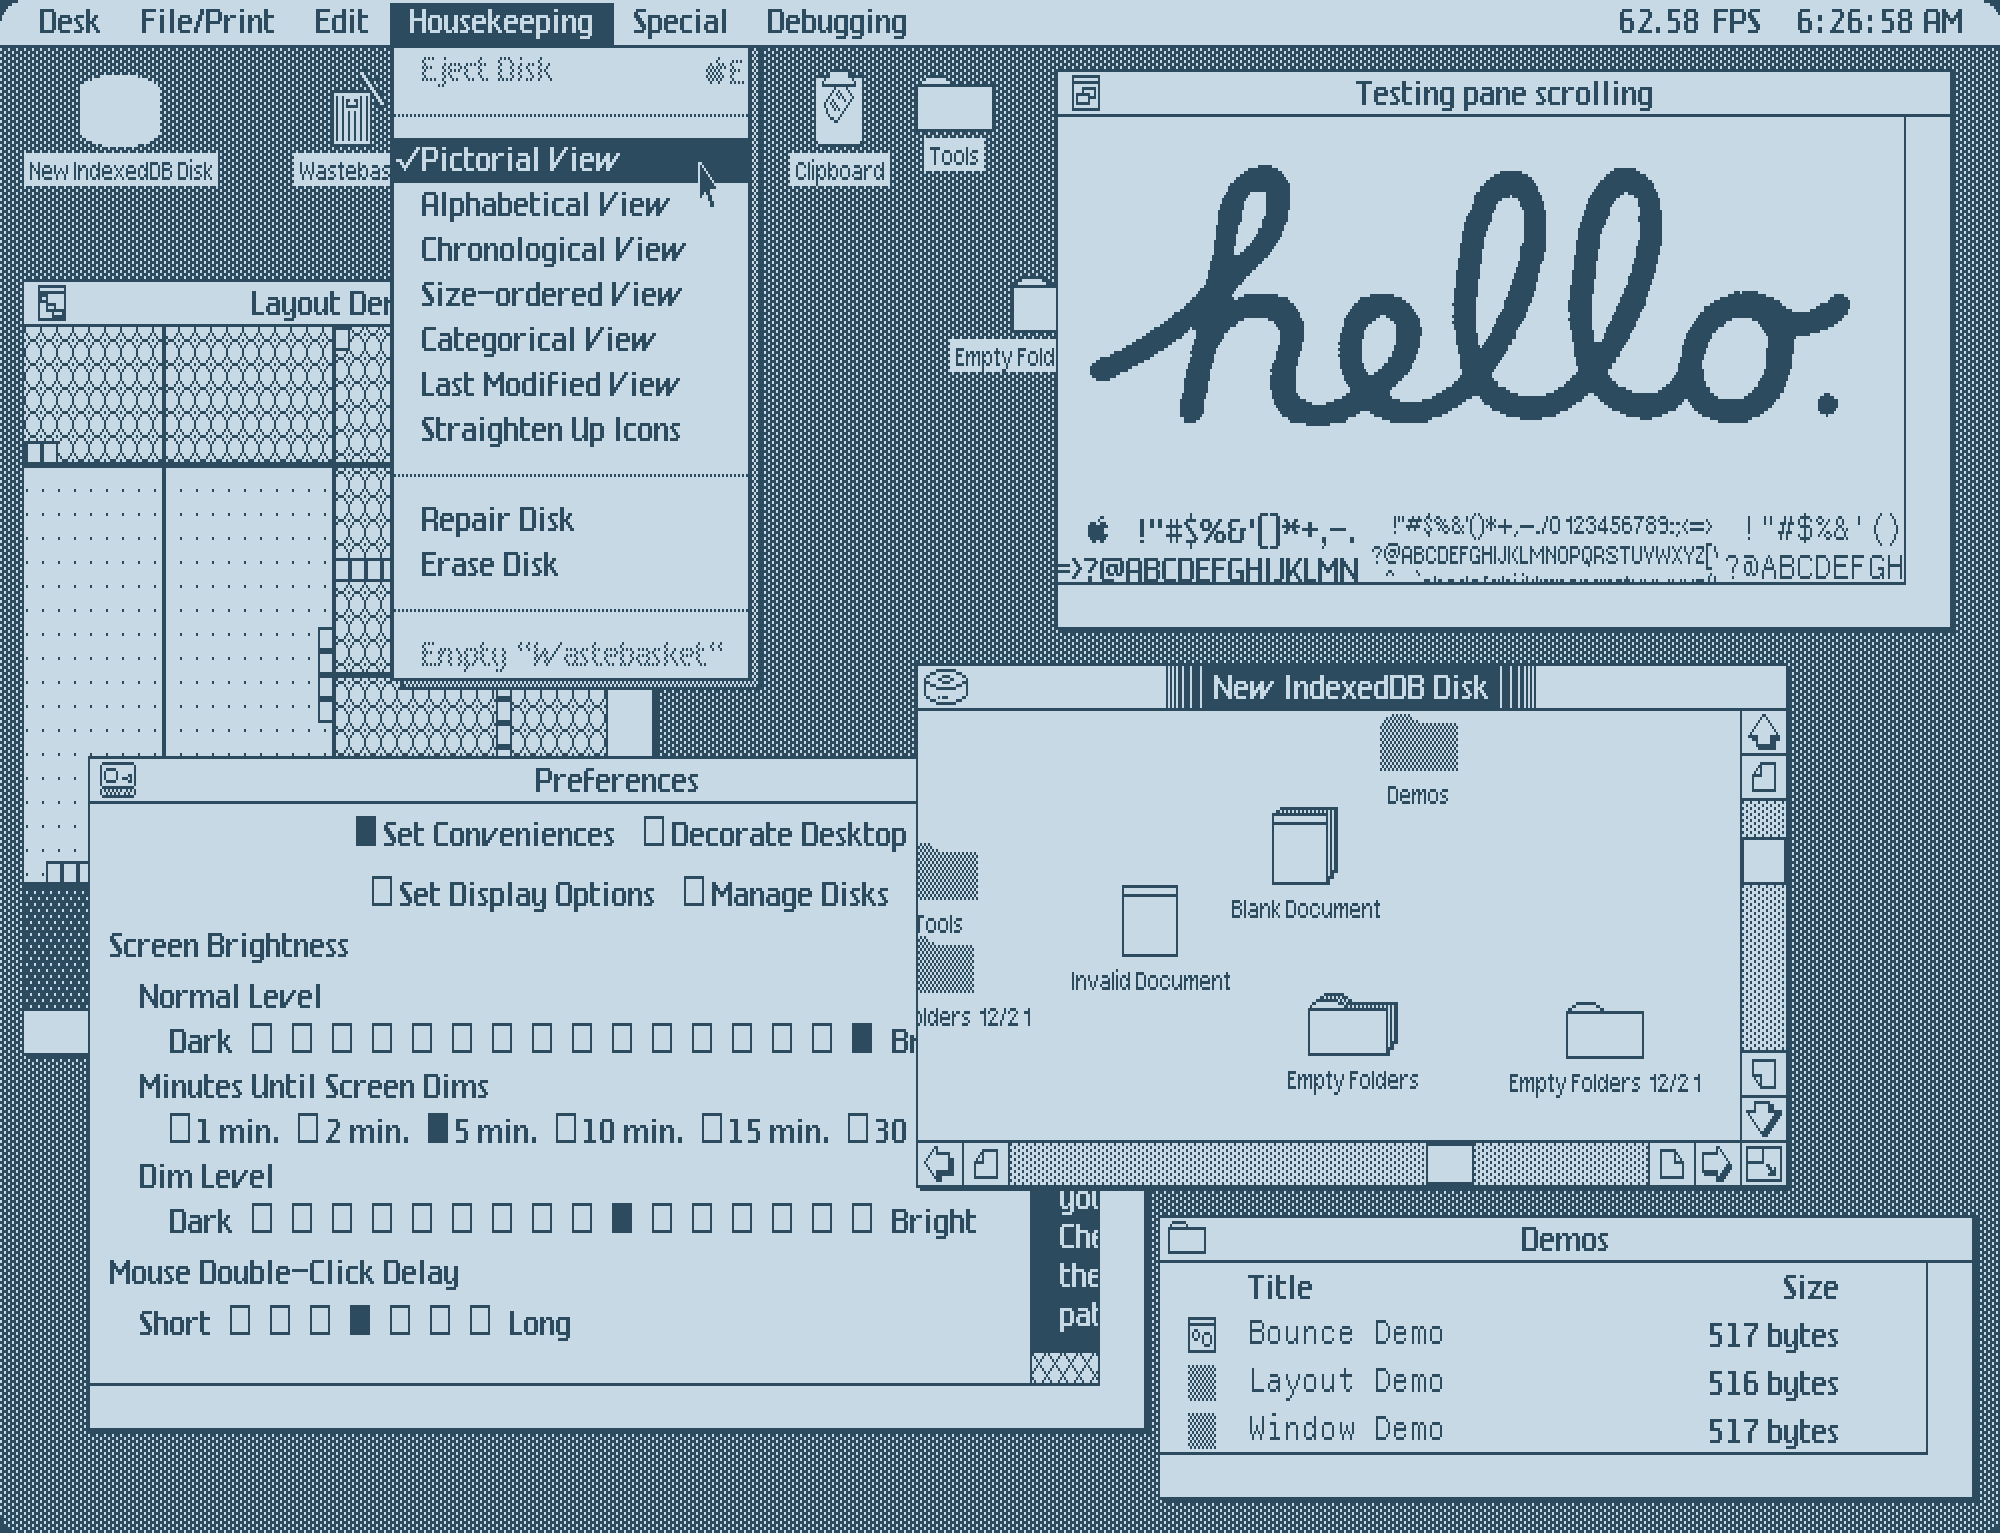 Desk File/Print Edit Housekeeping Special Debugging 62.58 FPS 6:26:58 AM
Eject Disk E
✓Pictorial View
Alphabetical View
Chronological View
Size-ordered View
Categorical View
Last Modified View
Straighten Up Icons
Repair Disk
Erase Disk
Empty “Wastebasket“
New IndexedDB Disk
Wastebas
Clipboard
Tools
Empty Fold
Layout Der
Testing pane scrolling
hello.
!"#$%&'()*+,-.
=>?@ABCDEFGHIJKLMN
!"#$%&'()*+,-./0123456789:;<=>
?@ABCDEFGHIJKLMNOPQRSTUVWXYZ[\
!"#$%&'()
?@ABCDEFGH
New IndexedDB Disk
Demos
Blank Document
Tools
Invalid Document
olders 12/21
Empty Folders
Empty Folders 12/21
Preferences
Set Conveniences Decorate Desktop
Set Display Options Manage Disks
Screen Brightness
Normal Level
Dark Br
Minutes Until Screen Dims
1 min. 2 min. 5 min. 10 min. 15 min. 30
Dim Level
Dark Bright
Mouse Double-Click Delay
Short Long
you
Che
the
pat
Demos
Title Size
Bounce Demo 517 bytes
Layout Demo 516 bytes
Window Demo 517 bytes